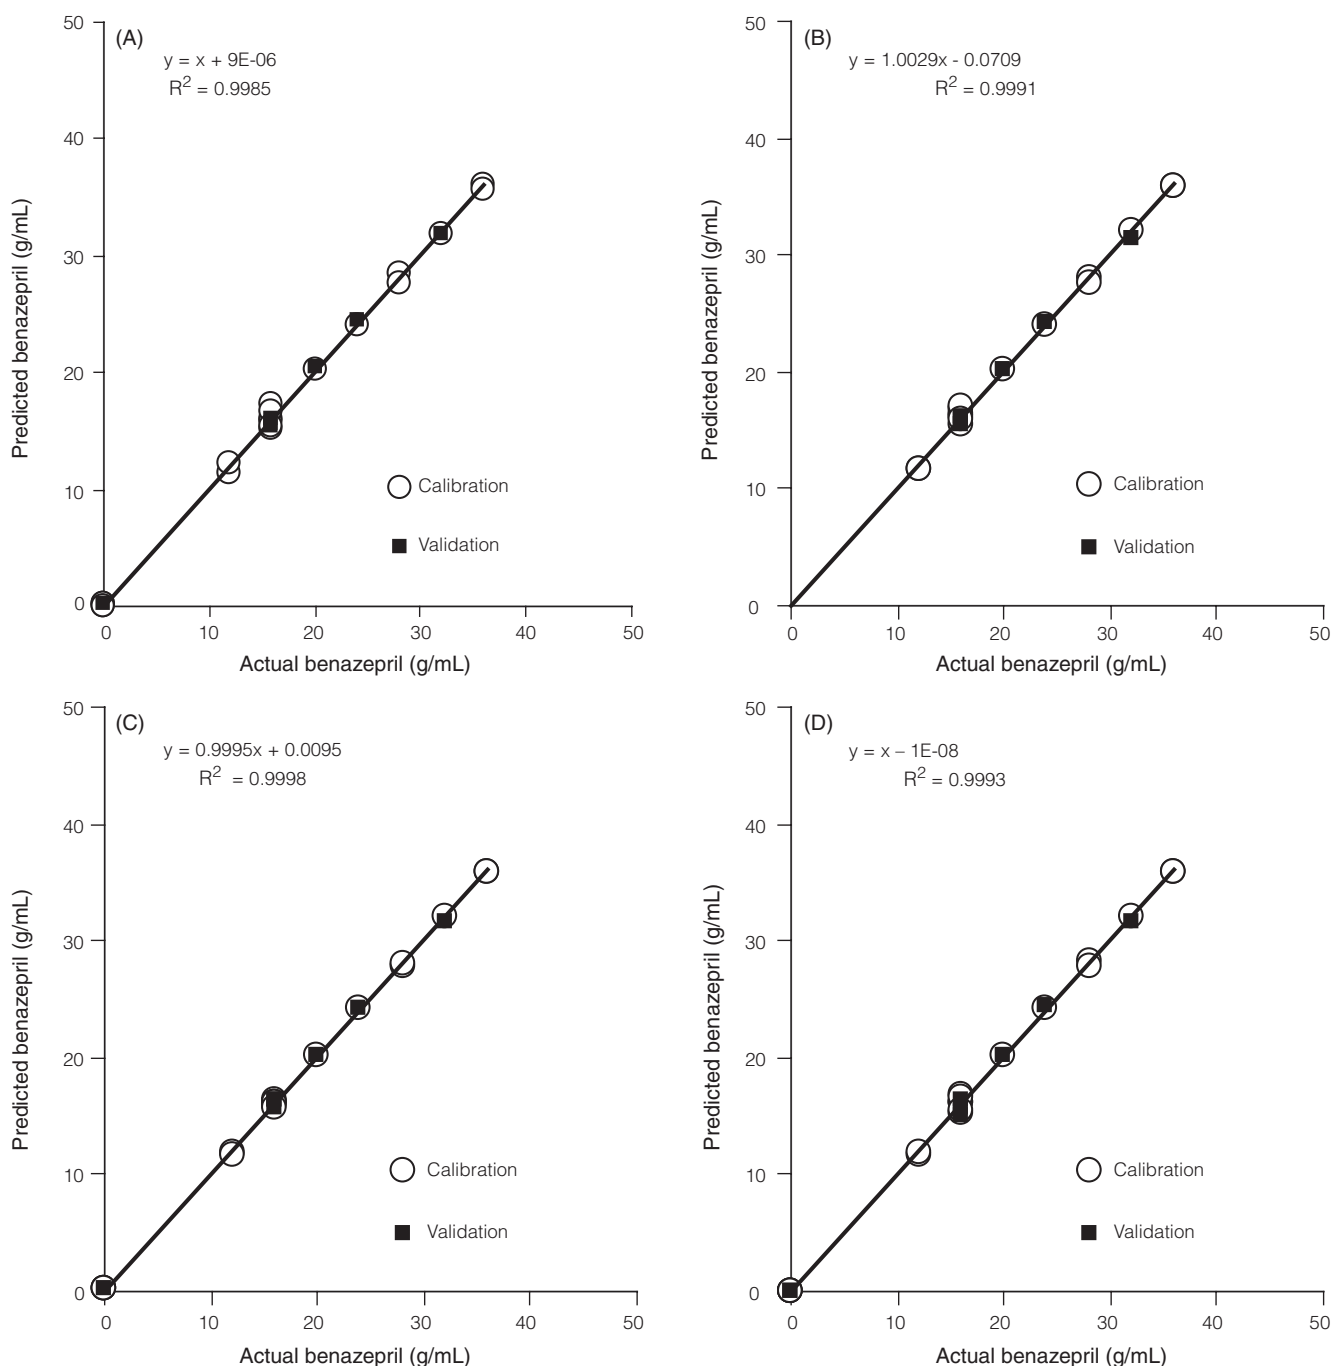 (A)
y = x + 9E-06
R² = 0.9985
50
40
30
20
10
0
Predicted benazepril (g/mL)
Calibration
Validation
0 10 20 30 40 50
Actual benazepril (g/mL)
(B)
y = 1.0029x - 0.0709
R² = 0.9991
50
40
30
20
10
0
Predicted benazepril (g/mL)
Calibration
Validation
0 10 20 30 40 50
Actual benazepril (g/mL)
(C)
y = 0.9995x + 0.0095
R² = 0.9998
50
40
30
20
10
0
Predicted benazepril (g/mL)
Calibration
Validation
0 10 20 30 40 50
Actual benazepril (g/mL)
(D)
y = x – 1E-08
R² = 0.9993
50
40
30
20
10
0
Predicted benazepril (g/mL)
Calibration
Validation
0 10 20 30 40 50
Actual benazepril (g/mL)